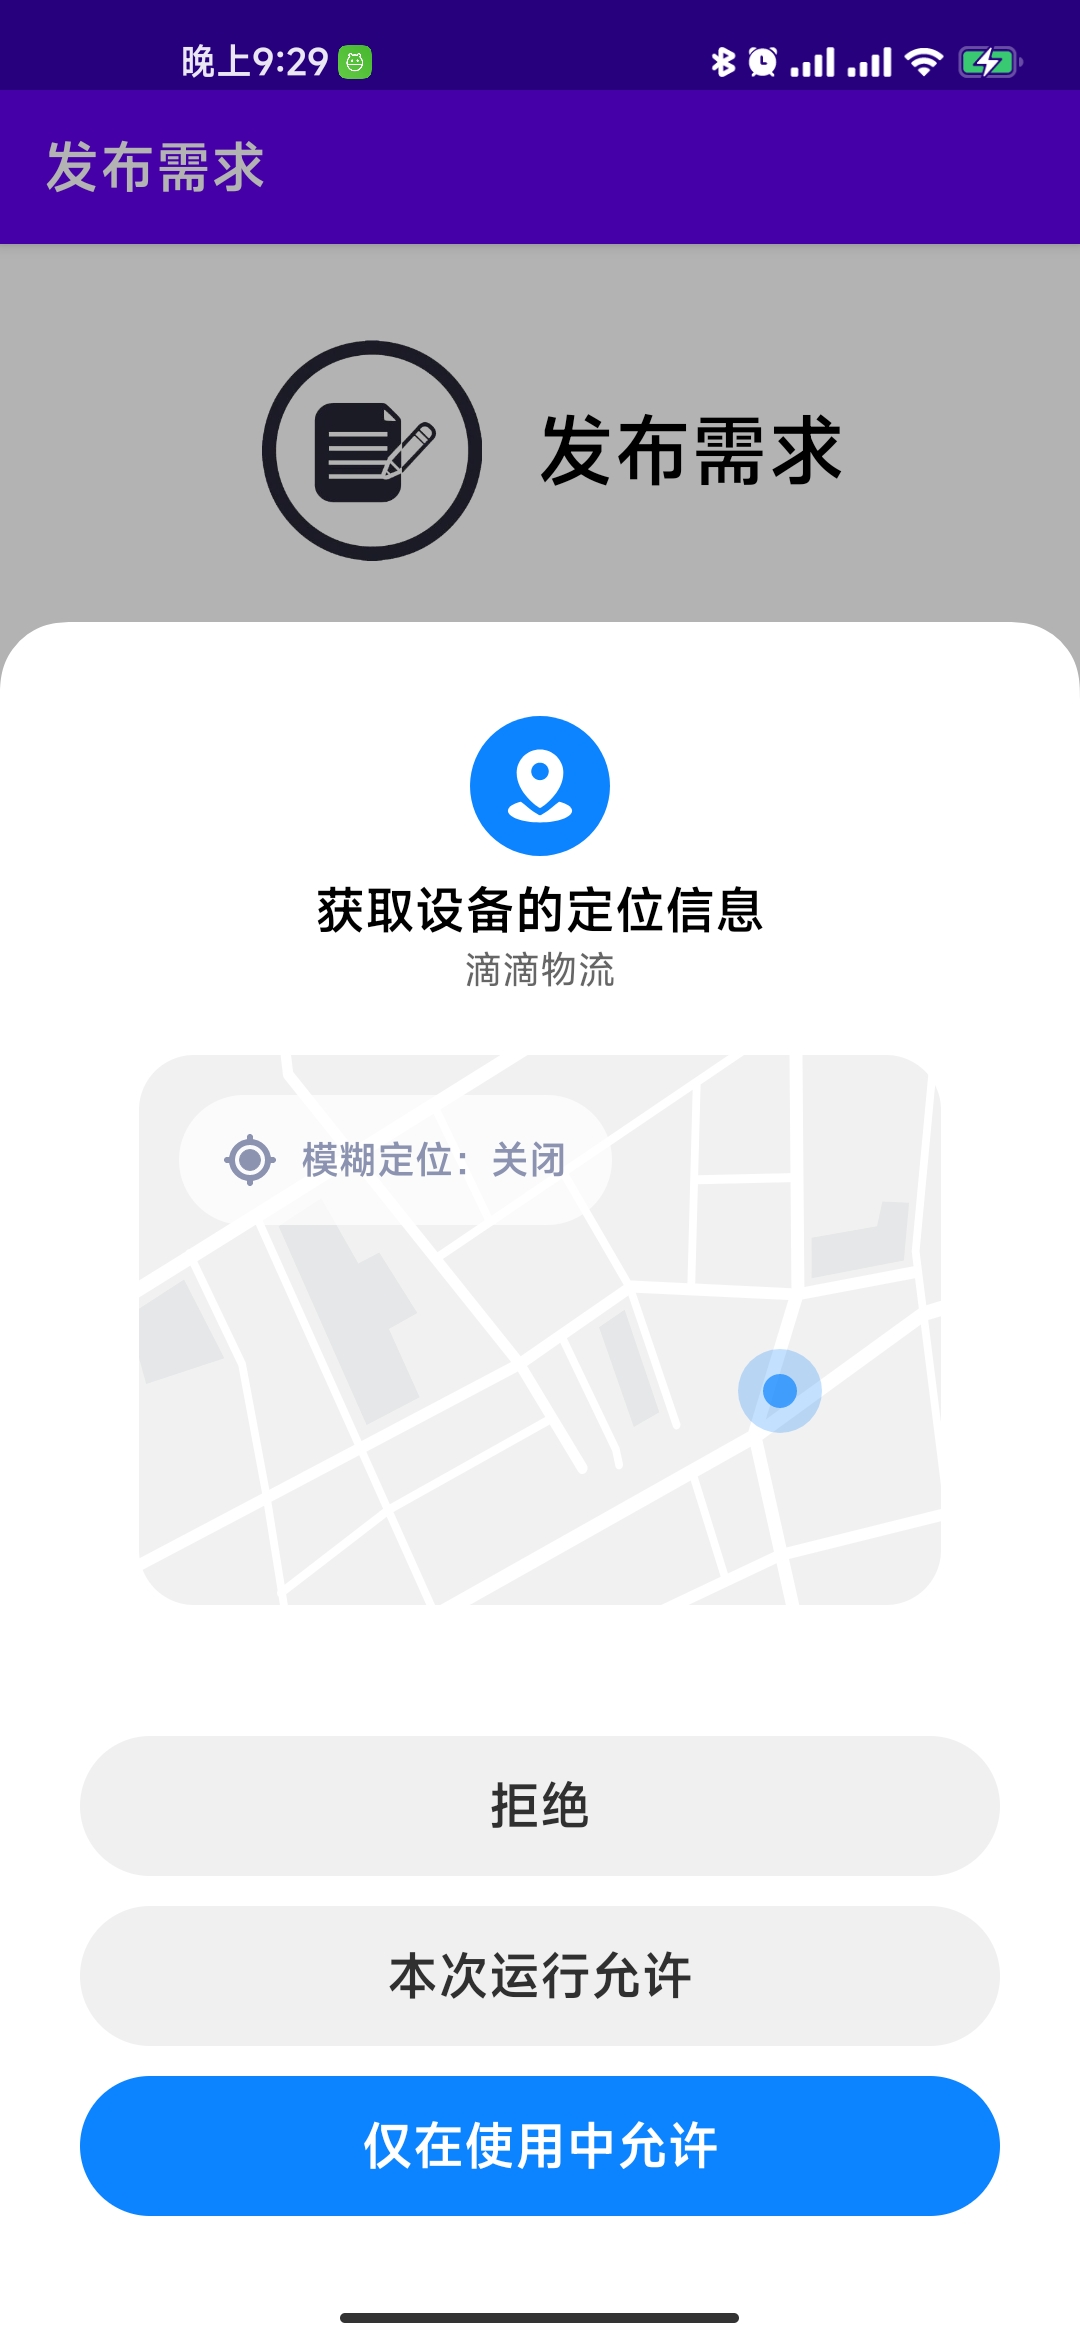 晚上9:29
发布需求
发布需求
获取设备的定位信息
滴滴物流
模糊定位：关闭
拒绝
本次运行允许
仅在使用中允许